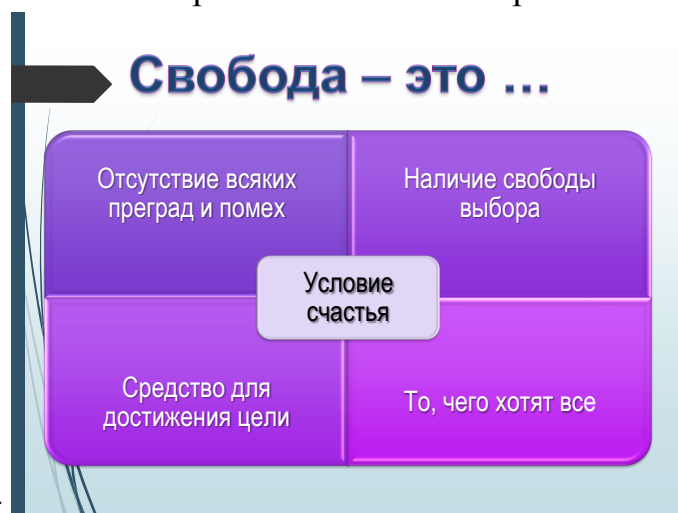 Свобода – это …
Отсутствие всяких
преград и помех
Наличие свободы
выбора
Условие
счастья
Средство для
достижения цели
То, чего хотят все